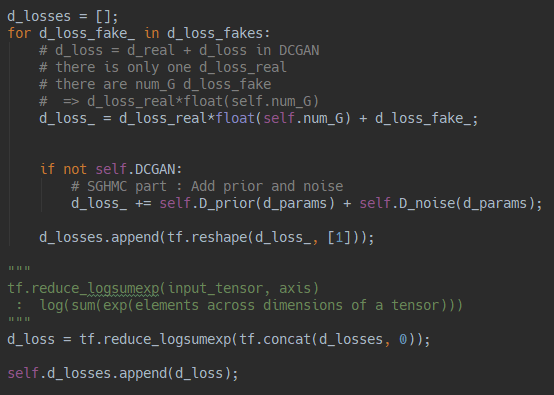 d_losses = [];
for d_loss_fake_ in d_loss_fakes:
# d_loss = d_real + d_loss in DCGAN
# there is only one d_loss_real
# there are num_G d_loss_fake
#  => d_loss_real*float(self.num_G)
d_loss_ = d_loss_real*float(self.num_G) + d_loss_fake_;
if not self.DCGAN:
# SGHMC part : Add prior and noise
d_loss_ += self.D_prior(d_params) + self.D_noise(d_params);
d_losses.append(tf.reshape(d_loss_, [1]));
"""
tf.reduce_logsumexp(input_tensor, axis)
:  log(sum(exp(elements across dimensions of a tensor)))
"""
d_loss = tf.reduce_logsumexp(tf.concat(d_losses, 0));
self.d_losses.append(d_loss);